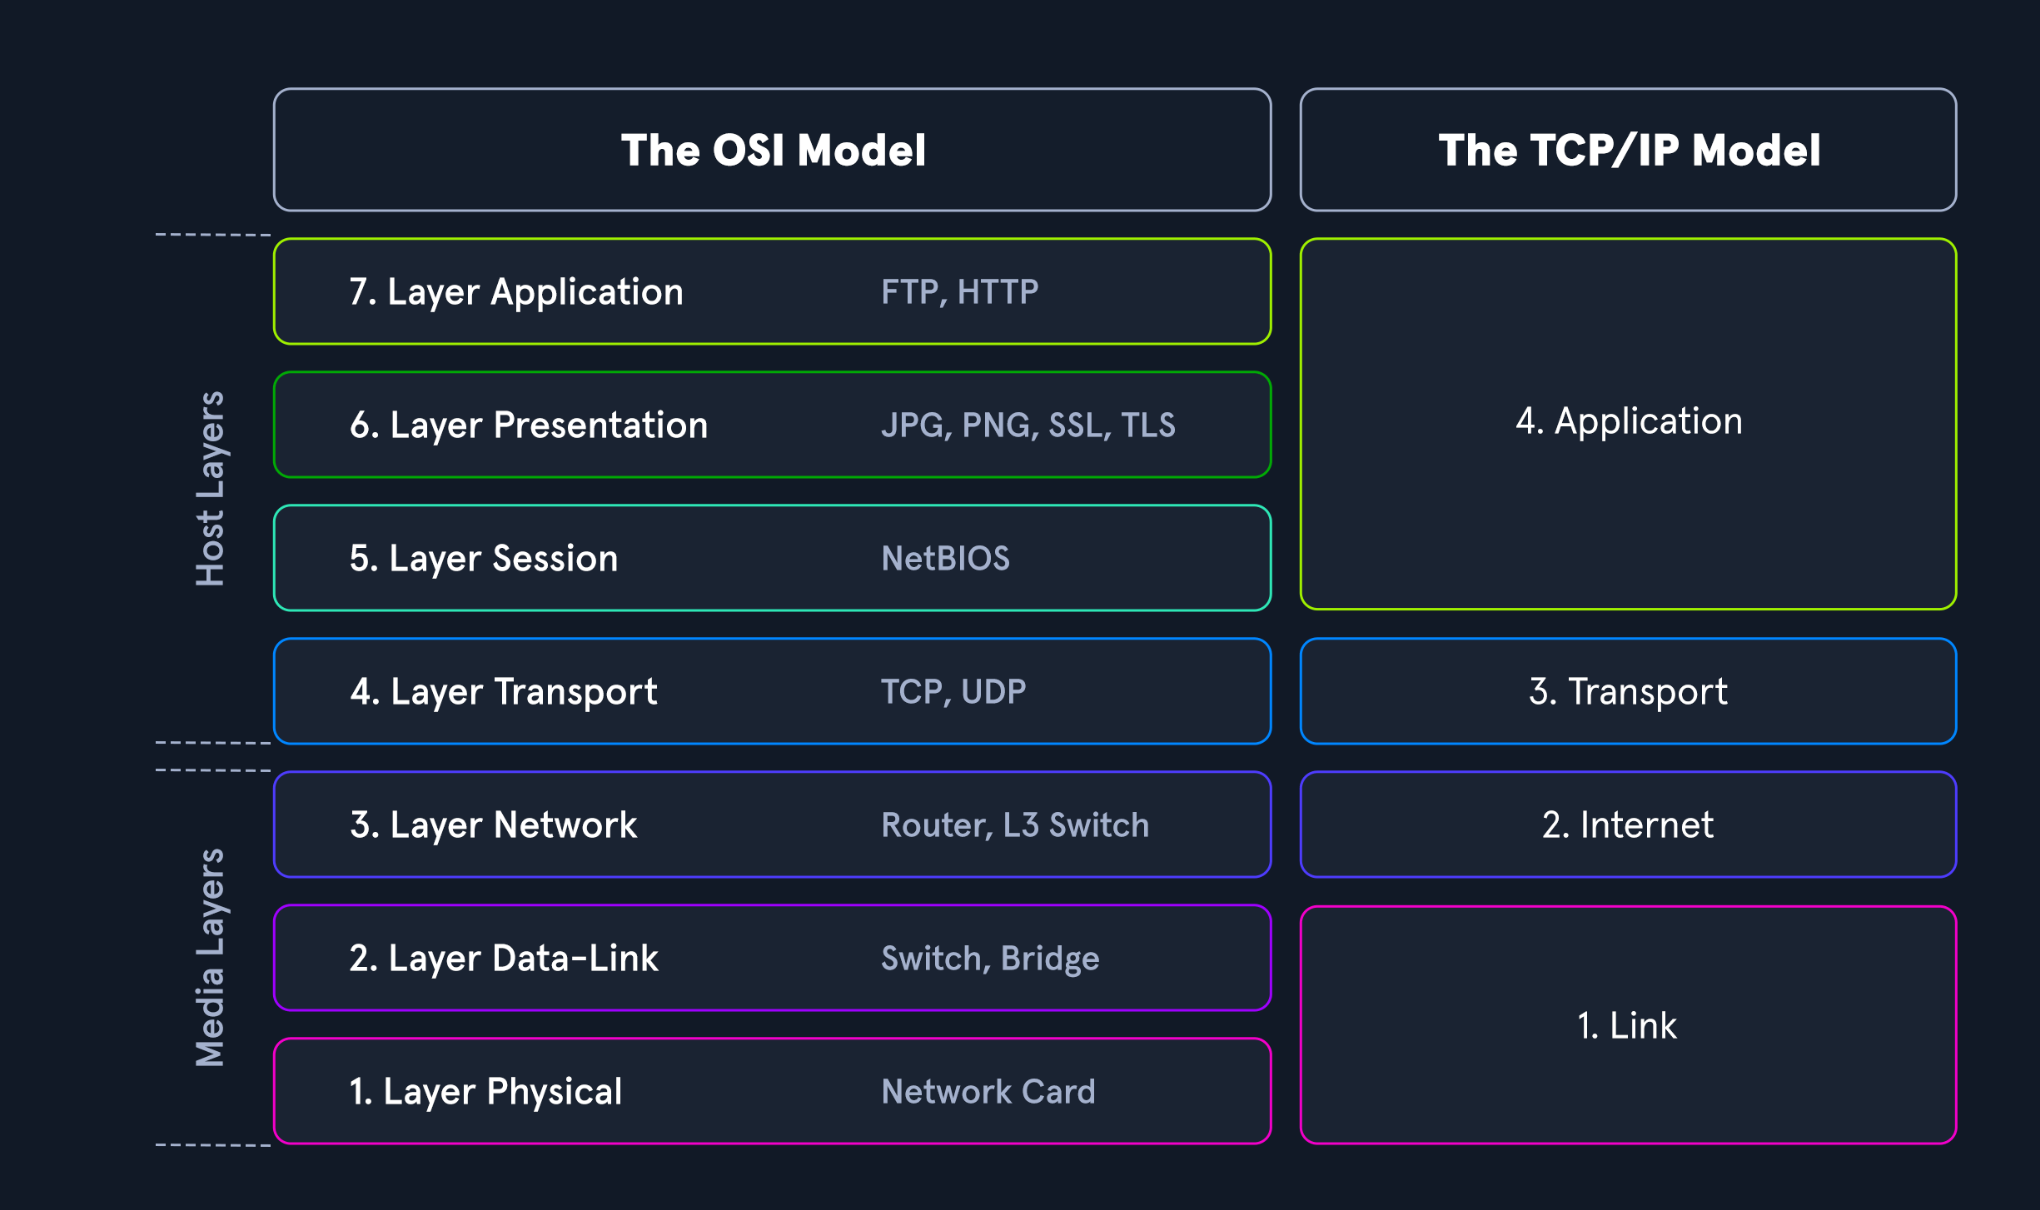 The OSI Model
The TCP/IP Model
Host Layers
7. Layer Application
FTP, HTTP
6. Layer Presentation
JPG, PNG, SSL, TLS
5. Layer Session
NetBIOS
4. Application
4. Layer Transport
TCP, UDP
3. Transport
Media Layers
3. Layer Network
Router, L3 Switch
2. Internet
2. Layer Data-Link
Switch, Bridge
1. Layer Physical
Network Card
1. Link